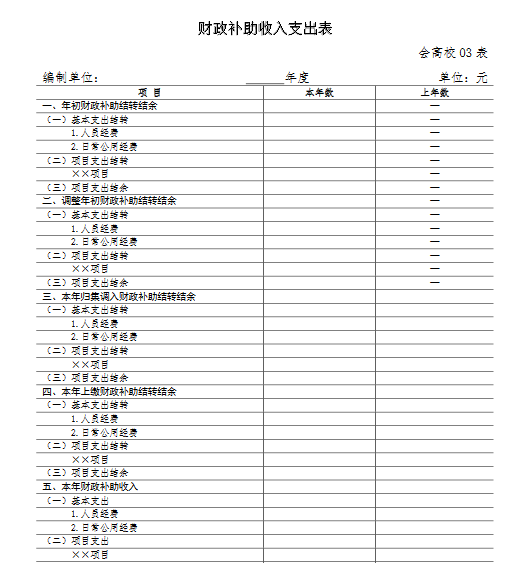 财政补助收入支出表
会高校 03 表
编制单位： ______年度 单位：元
项 目 本年数 上年数
一、年初财政补助结转结余 —
（一）基本支出结转 —
1.人员经费 —
2.日常公用经费 —
（二）项目支出结转 —
××项目 —
（三）项目支出结余 —
二、调整年初财政补助结转结余 —
（一）基本支出结转 —
1.人员经费 —
2.日常公用经费 —
（二）项目支出结转 —
××项目 —
（三）项目支出结余 —
三、本年归集调入财政补助结转结余
（一）基本支出结转
1.人员经费
2.日常公用经费
（二）项目支出结转
××项目
（三）项目支出结余
四、本年上缴财政补助结转结余
（一）基本支出结转
1.人员经费
2.日常公用经费
（二）项目支出结转
××项目
（三）项目支出结余
五、本年财政补助收入
（一）基本支出
1.人员经费
2.日常公用经费
（二）项目支出
××项目